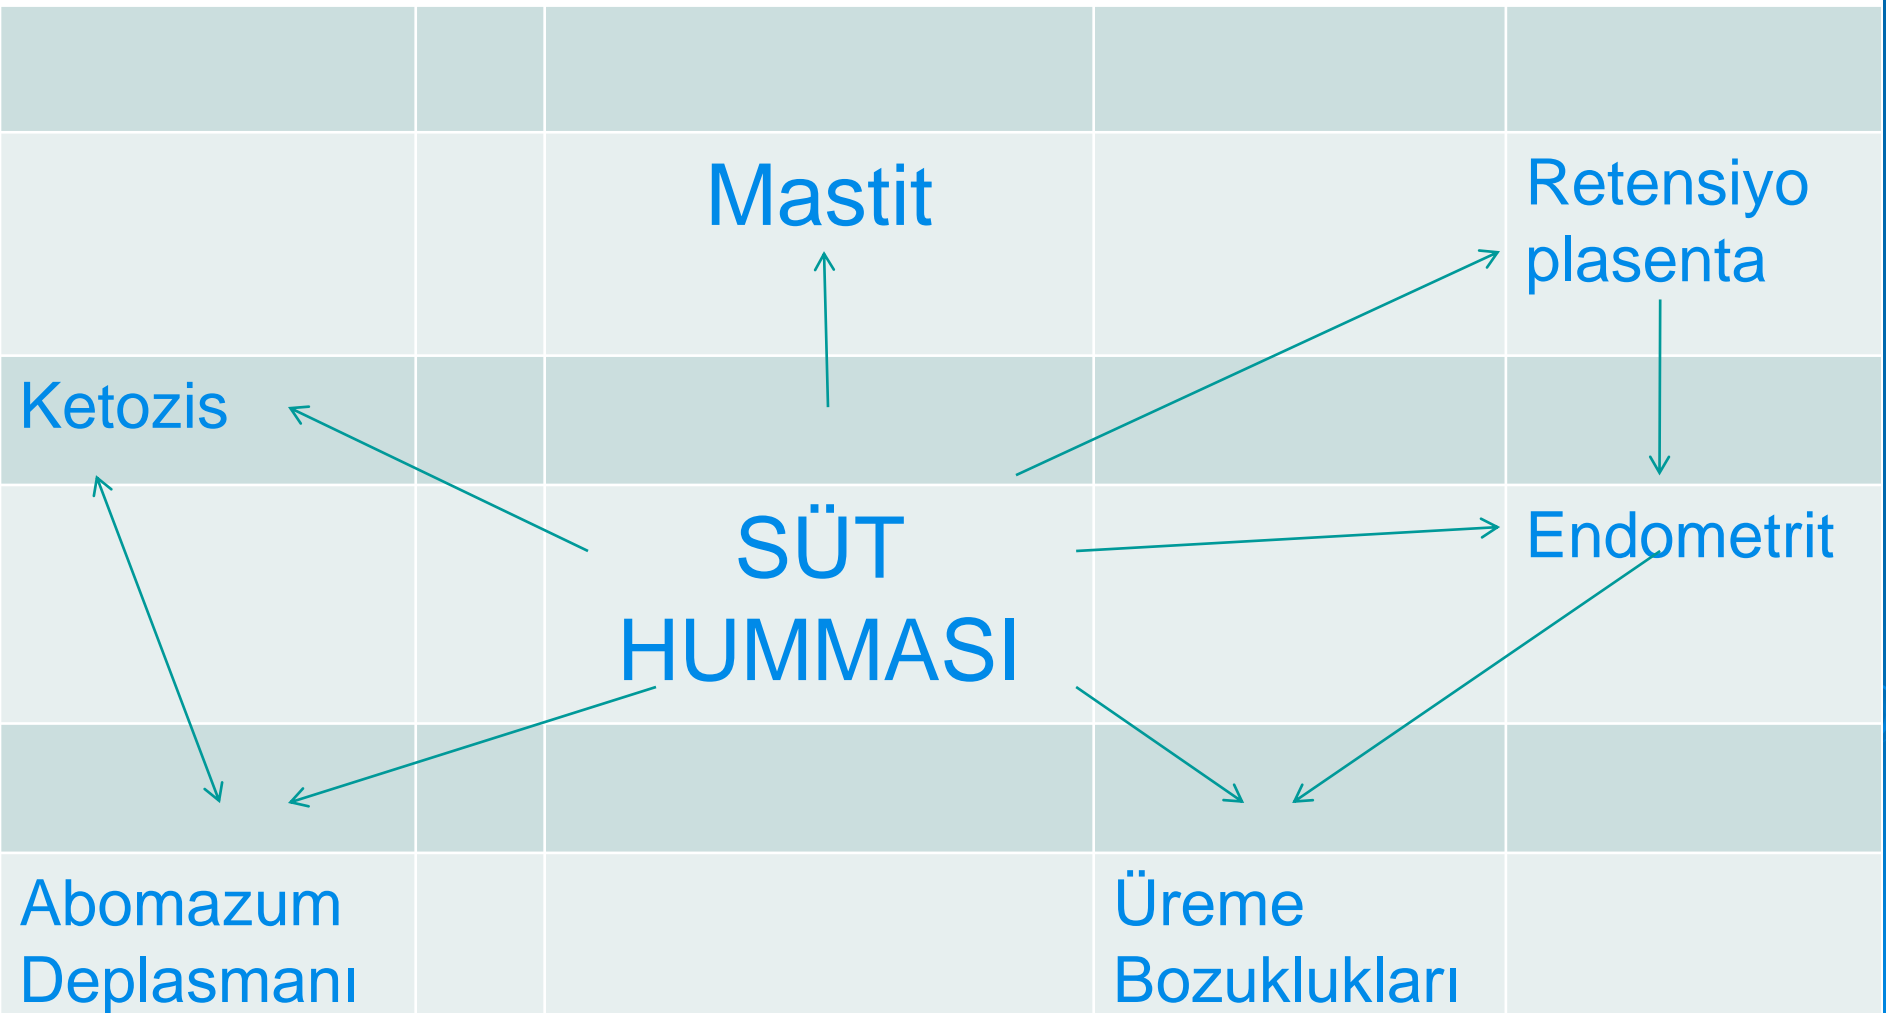 Mastit
Retensiyo
plasenta
Ketozis
SÜT
HUMMASI
Endometrit
Abomazum
Deplasmanı
Üreme
Bozuklukları